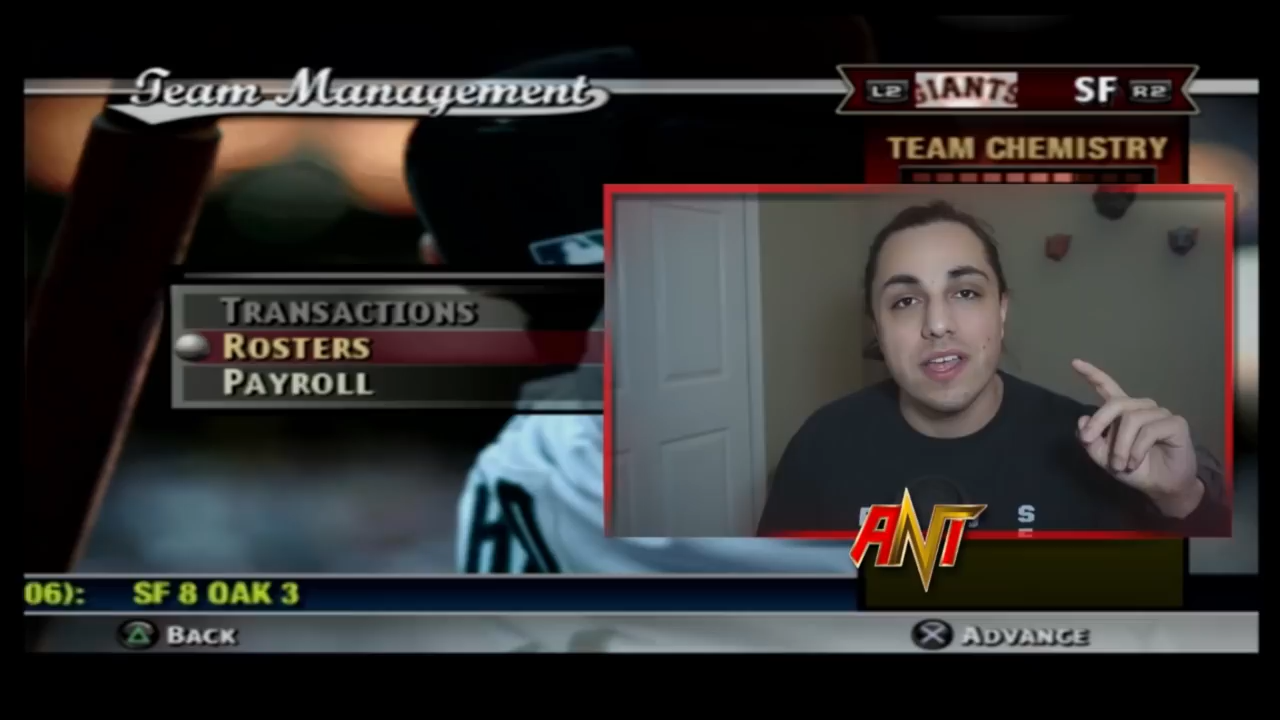 Team Management
L2 GIANTS SF R2
TEAM CHEMISTRY
TRANSACTIONS
ROSTERS
PAYROLL
ANT
06): SF 8 OAK 3
BACK
ADVANCE